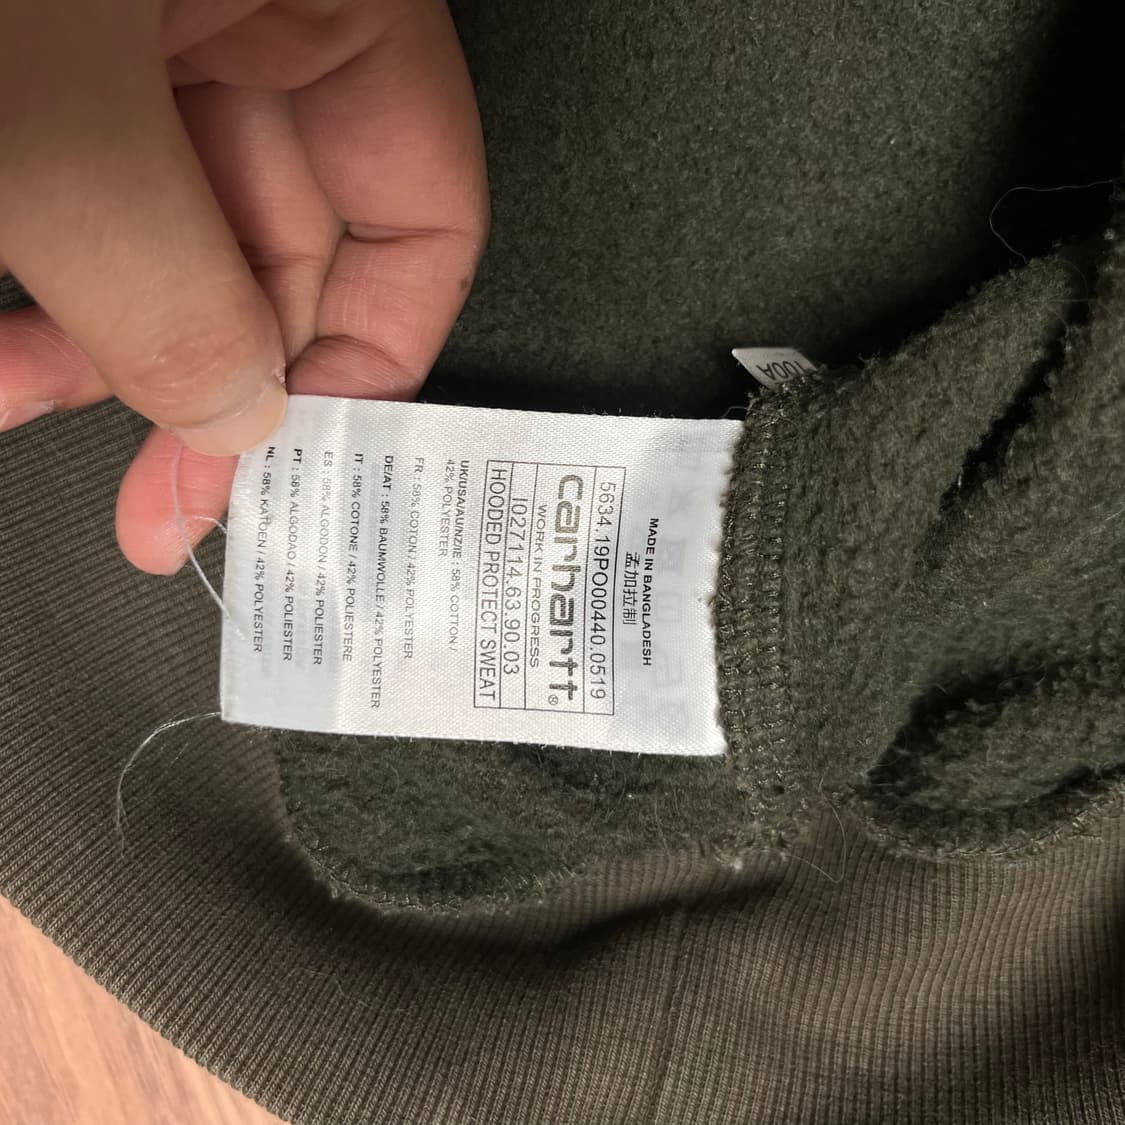 MADE IN BANGLADESH
孟加拉制
5634.19PO00440.0519
carhartt®
WORK IN PROGRESS
I027114.63.90.03
HOODED PROTECT SWEAT
UK/USA/AU/NZ/IE : 58% COTTON /
42% POLYESTER
FR : 58% COTON / 42% POLYESTER
DE/AT : 58% BAUMWOLLE / 42% POLYESTER
IT : 58% COTONE / 42% POLIESTERE
ES : 58% ALGODON / 42% POLIESTER
PT : 58% ALGODAO / 42% POLIESTER
NL : 58% KATOEN / 42% POLYESTER
100A